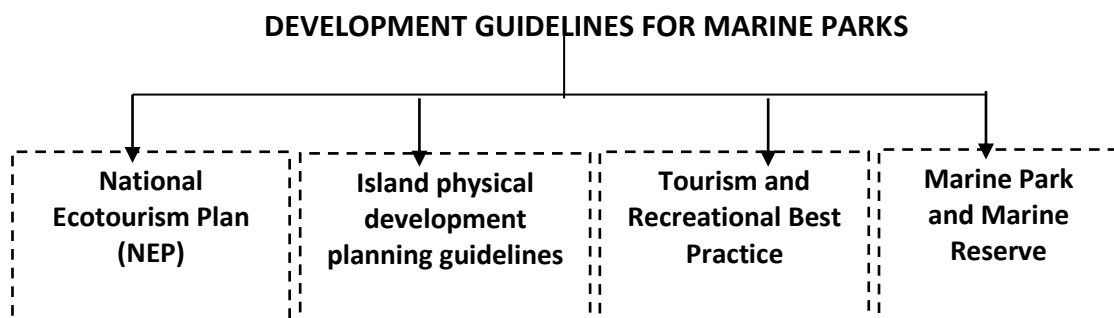 DEVELOPMENT GUIDELINES FOR MARINE PARKS
National
Ecotourism Plan
(NEP)
Island physical
development
planning guidelines
Tourism and
Recreational Best
Practice
Marine Park
and Marine
Reserve